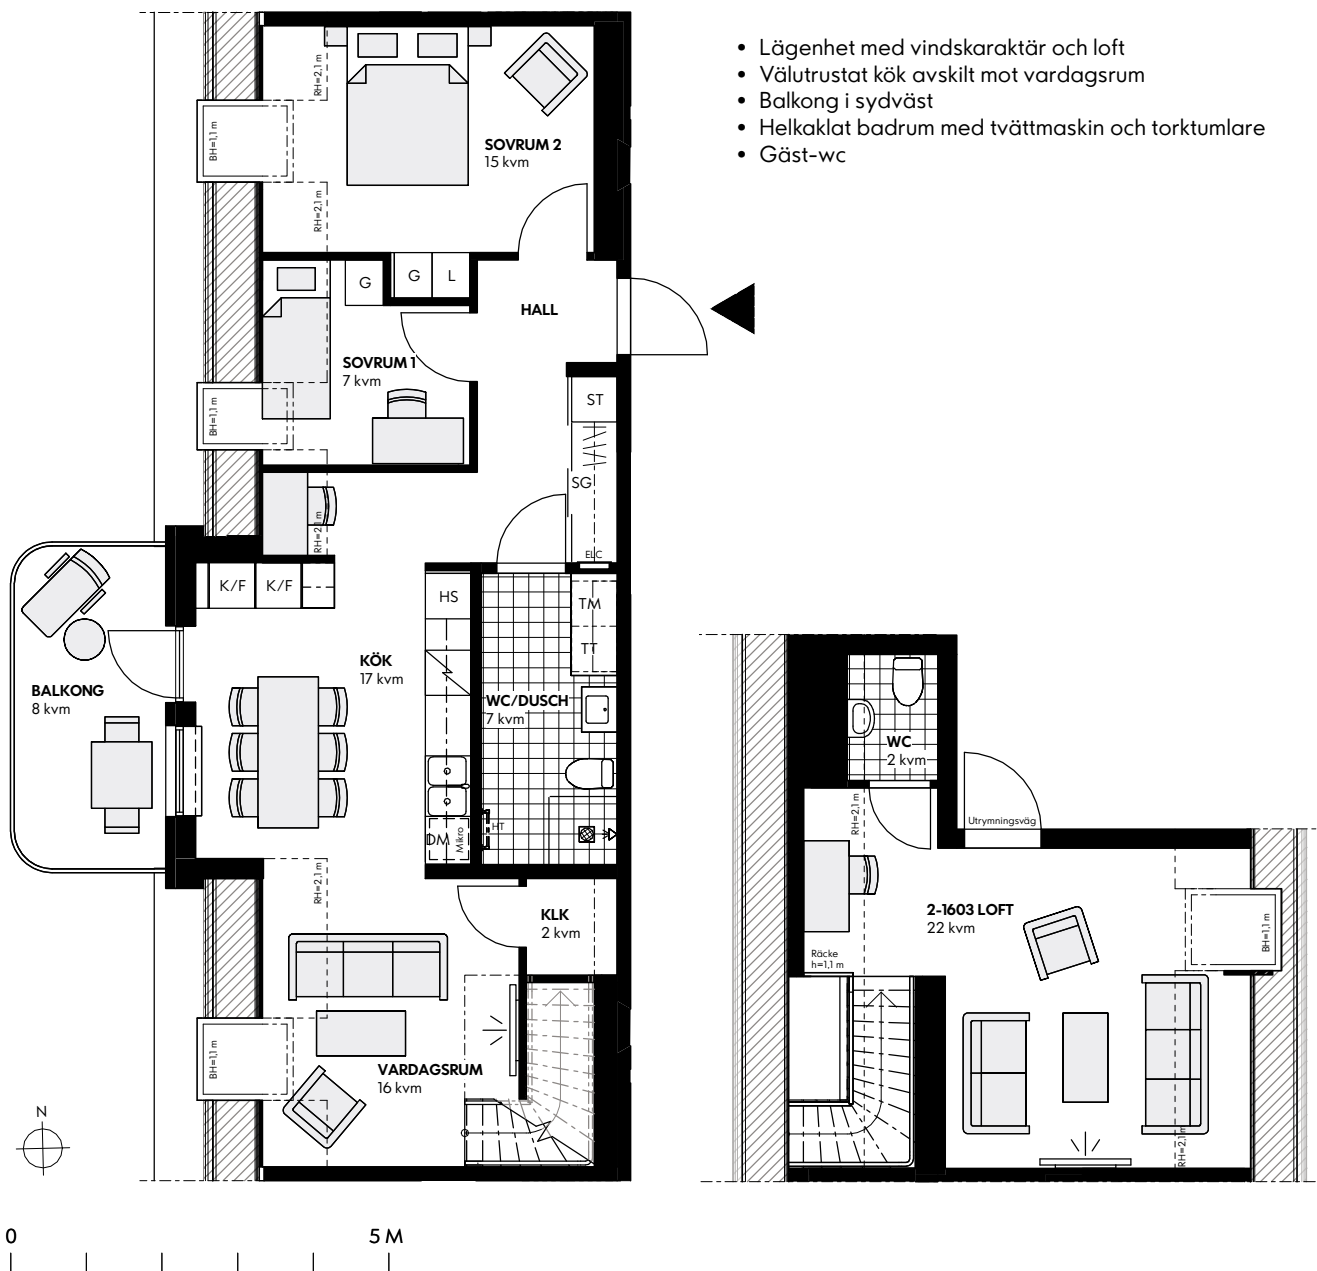 • Lägenhet med vindskaraktär och loft
• Välutrustat kök avskilt mot vardagsrum
• Balkong i sydväst
• Helkaklat badrum med tvättmaskin och torktumlare
• Gäst-wc
RH=2,1 m
BH=1,1 m
SOVRUM 2
15 kvm
RH=2,1 m
G
G
L
HALL
SOVRUM 1
7 kvm
BH=1,1 m
ST
SG
RH=2,1 m
ELC
K/F
K/F
HS
TM
TT
KÖK
17 kvm
BALKONG
8 kvm
WC/DUSCH
7 kvm
DM
Mikro
HT
RH=2,1 m
KLK
2 kvm
VARDAGSRUM
16 kvm
BH=1,1 m
WC
2 kvm
RH=2,1 m
Utrymningsväg
2-1603 LOFT
22 kvm
BH=1,1 m
Räcke
h=1,1 m
RH=2,1 m
N
0
5 M